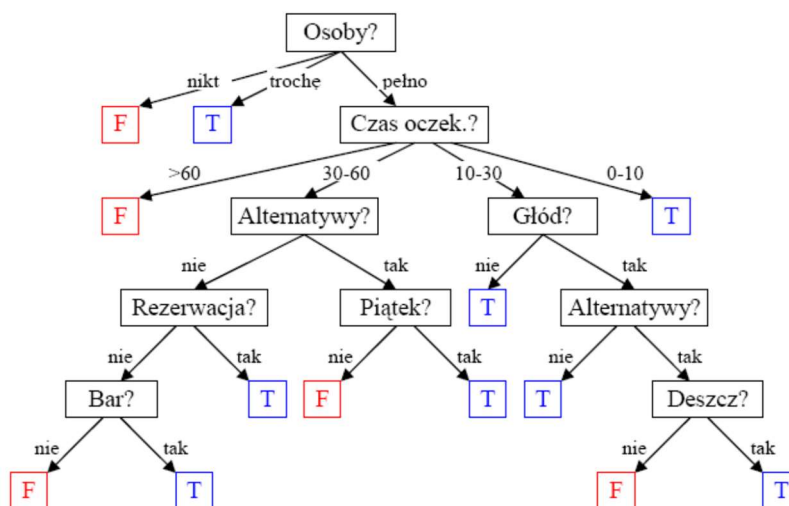 Osoby?
nikt trochę pełno
F T Czas oczek.?
>60 30-60 10-30 0-10
F Alternatywy? Głód? T
nie tak nie tak
Rezerwacja? Piątek? T Alternatywy?
nie tak nie tak nie tak
Bar? T F T T Deszcz?
nie tak nie tak
F T F T